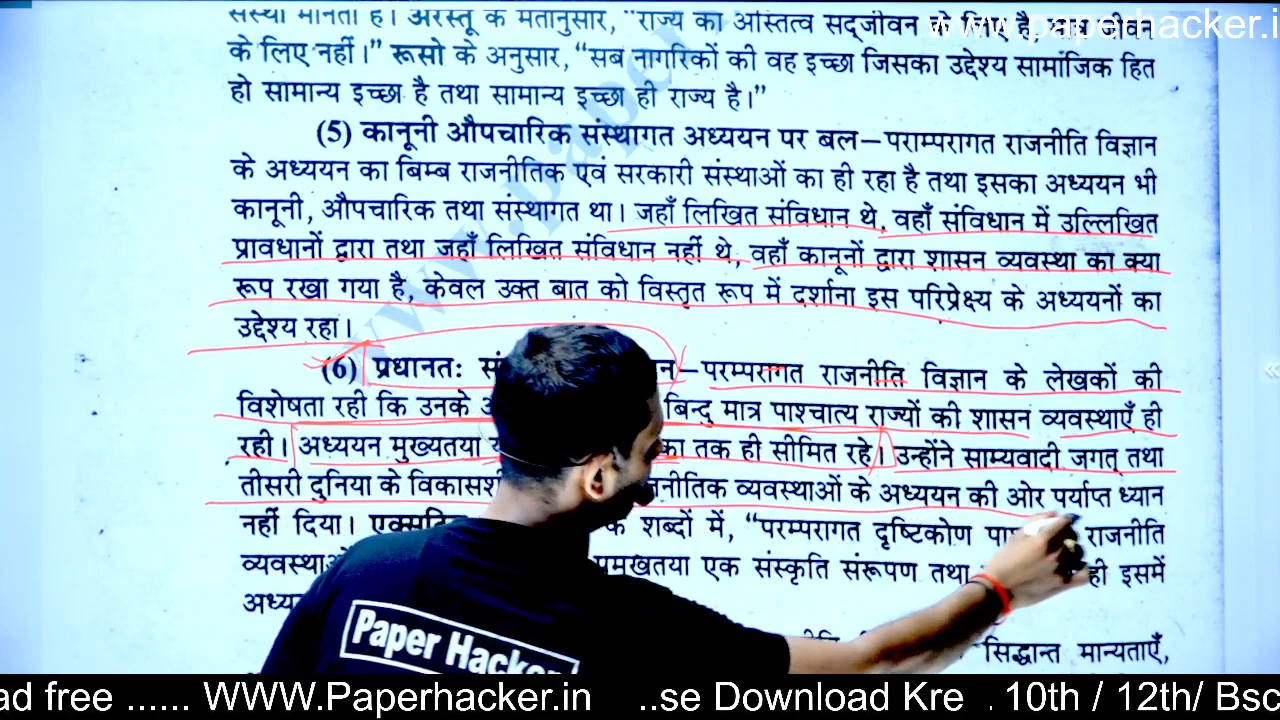 संस्था मानता है। अरस्तू के मतानुसार, “राज्य का अस्तित्व सद्जीवन के लिए है, जीवन
www.paperhacker.i
के लिए नहीं।” रूसो के अनुसार, “सब नागरिकों की वह इच्छा जिसका उद्देश्य सामाजिक हित
हो सामान्य इच्छा है तथा सामान्य इच्छा ही राज्य है।”
(5) कानूनी औपचारिक संस्थागत अध्ययन पर बल—पराम्परागत राजनीति विज्ञान
के अध्ययन का बिम्ब राजनीतिक एवं सरकारी संस्थाओं का ही रहा है तथा इसका अध्ययन भी
कानूनी, औपचारिक तथा संस्थागत था। जहाँ लिखित संविधान थे, वहाँ संविधान में उल्लिखित
प्रावधानों द्वारा तथा जहाँ लिखित संविधान नहीं थे, वहाँ कानूनों द्वारा शासन व्यवस्था का क्या
रूप रखा गया है, केवल उक्त बात को विस्तृत रूप में दर्शाना इस परिप्रेक्ष्य के अध्ययनों का
उद्देश्य रहा।
(6) प्रधानतः —परम्परागत राजनीति विज्ञान के लेखकों की
विशेषता रही कि उनके बिन्दु मात्र पाश्चात्य राज्यों की शासन व्यवस्थाएँ ही
रही। अध्ययन मुख्यतया तक ही सीमित रहे। उन्होंने साम्यवादी जगत् तथा
तीसरी दुनिया के व्यवस्थाओं के अध्ययन की ओर पर्याप्त ध्यान
नहीं दिया। के शब्दों में, “परम्परागत दृष्टिकोण राजनीति
एक संस्कृति संरूपण तथा ही इसमें
सिद्धान्त मान्यताएँ,
Paper Hacker
ad free ...... WWW.Paperhacker.in ..se Download Kre . 10th / 12th/ Bsc